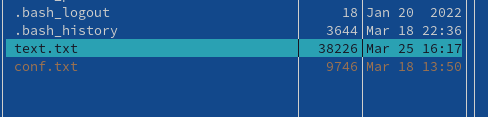 .bash_logout 18 Jan 20 2022
.bash_history 3644 Mar 18 22:36
text.txt 38226 Mar 25 16:17
conf.txt 9746 Mar 18 13:50